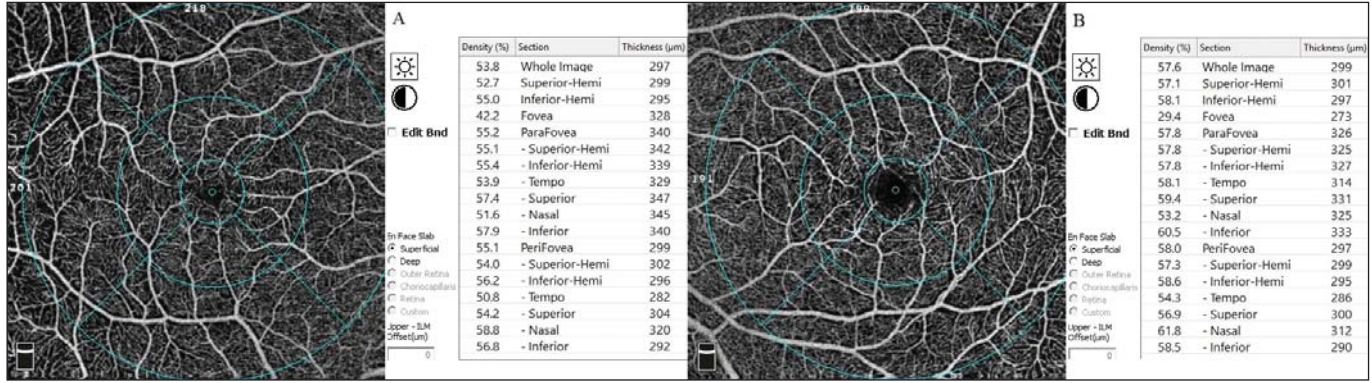 218
A
Density (%) Section Thickness (μm)
53.8 Whole Image 297
52.7 Superior-Hemi 299
55.0 Inferior-Hemi 295
42.2 Fovea 328
55.2 ParaFovea 340
55.1 - Superior-Hemi 342
55.4 - Inferior-Hemi 339
53.9 - Tempo 329
57.4 - Superior 347
51.6 - Nasal 345
57.9 - Inferior 340
55.1 PeriFovea 299
54.0 - Superior-Hemi 302
56.2 - Inferior-Hemi 296
50.8 - Tempo 282
54.2 - Superior 304
58.8 - Nasal 320
56.8 - Inferior 292
Edit Bnd
201
En Face Slab
Superficial
Deep
Outer Retina
Choriocapillaris
Retina
Custom
Upper - ILM
Offset(um)
0
B
Density (%) Section Thickness (μm)
57.6 Whole Image 299
57.1 Superior-Hemi 301
58.1 Inferior-Hemi 297
29.4 Fovea 273
57.8 ParaFovea 326
57.8 - Superior-Hemi 325
57.8 - Inferior-Hemi 327
58.1 - Tempo 314
59.4 - Superior 331
53.2 - Nasal 325
60.5 - Inferior 333
58.0 PeriFovea 297
57.3 - Superior-Hemi 299
58.6 - Inferior-Hemi 295
54.3 - Tempo 286
56.9 - Superior 300
61.8 - Nasal 312
58.5 - Inferior 290
Edit Bnd
191
En Face Slab
Superficial
Deep
Outer Retina
Choriocapillaris
Retina
Custom
Upper - ILM
Offset(um)
0